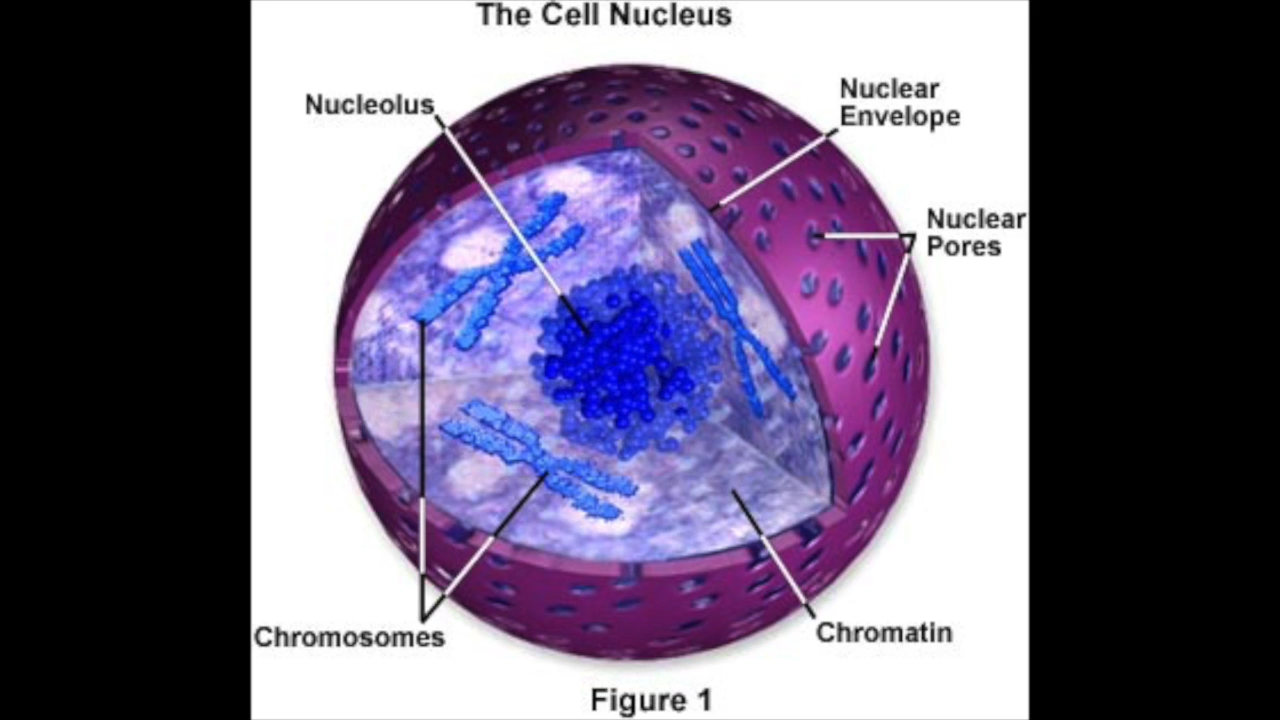 The Cell Nucleus
Nucleolus
Nuclear
Envelope
Nuclear
Pores
Chromosomes
Chromatin
Figure 1